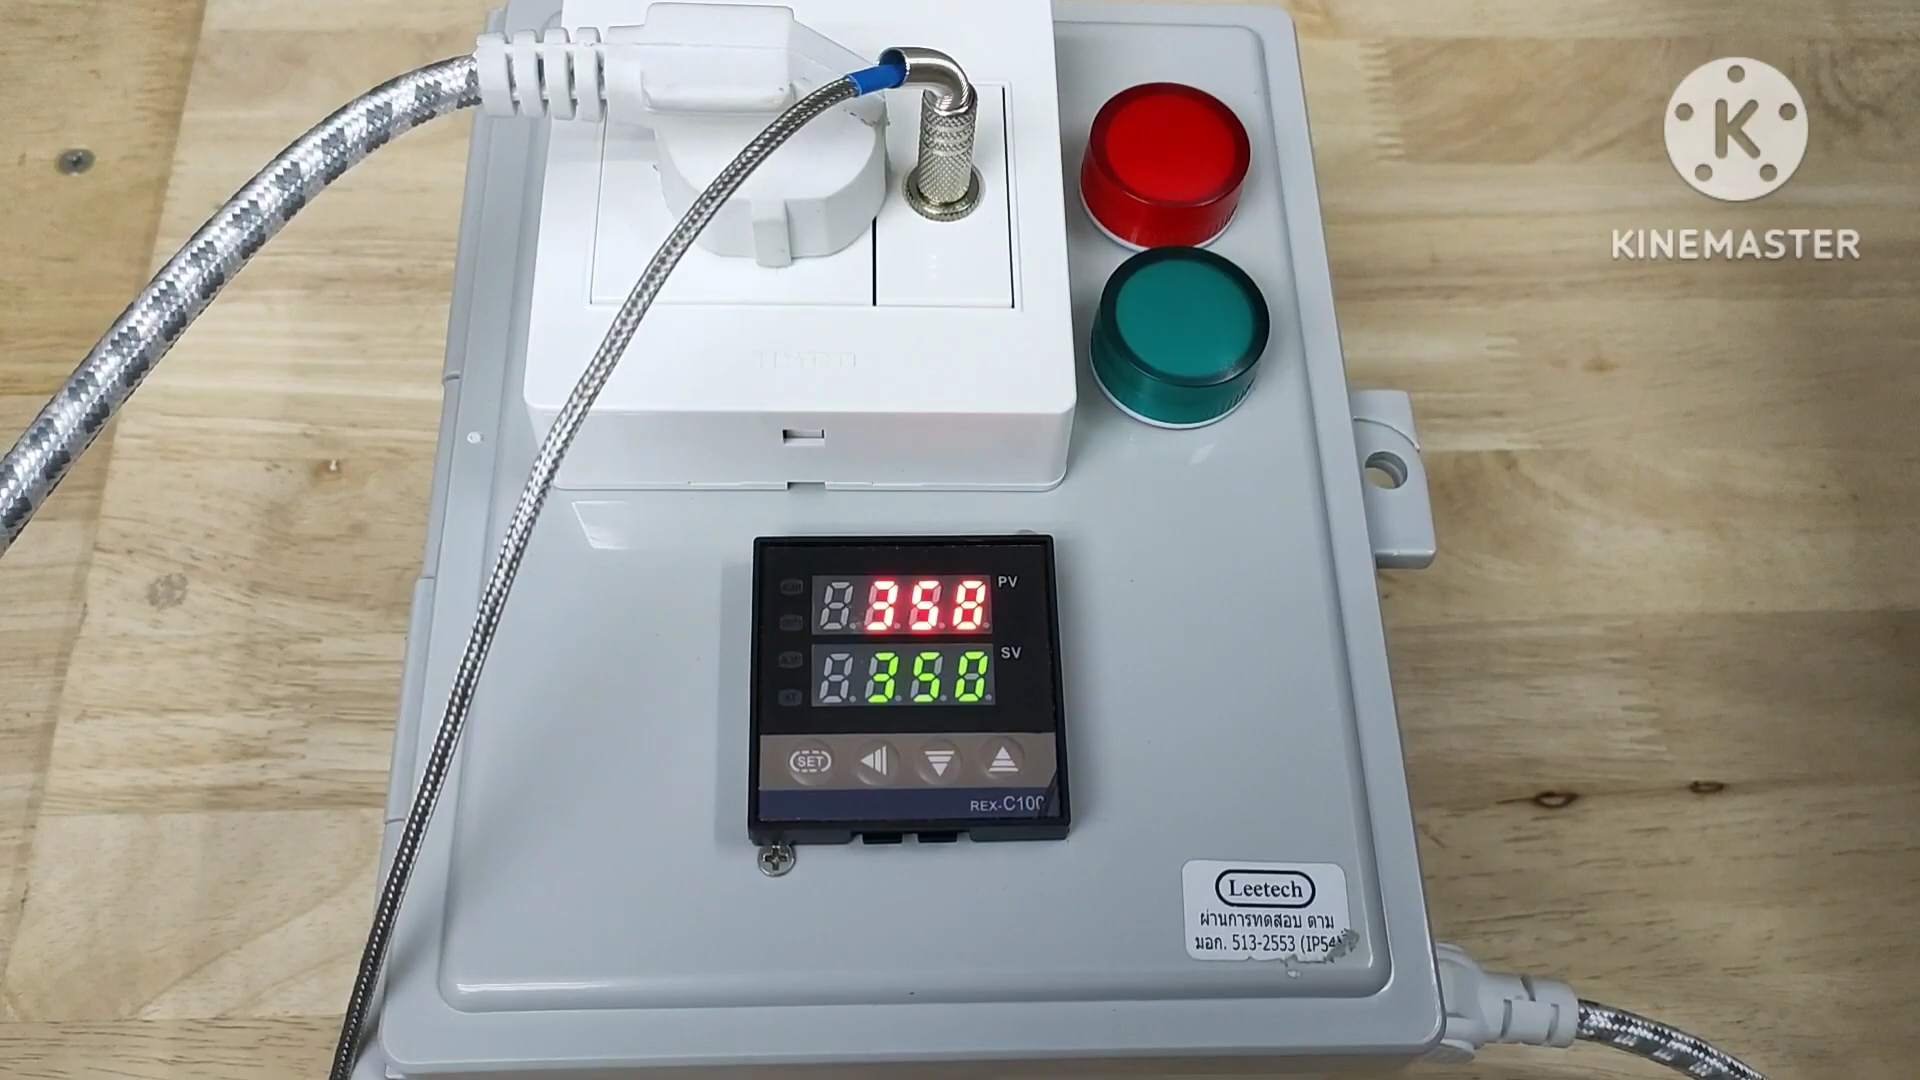 K
KINEMASTER
358 PV
350 SV
SET
REX-C100
Leetech
ผ่านการทดสอบ ตาม
มอก. 513-2553 (IP54